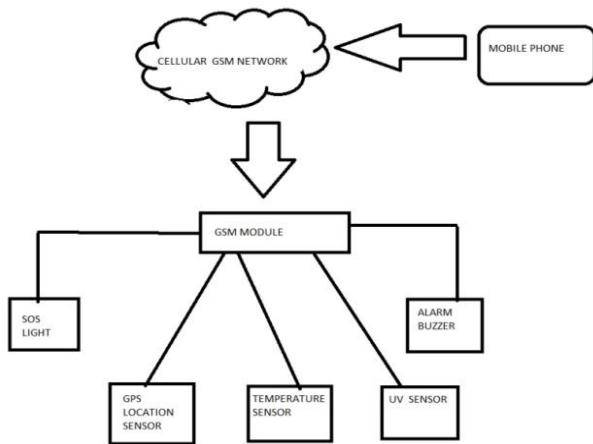 CELLULAR GSM NETWORK
MOBILE PHONE
GSM MODULE
SOS
LIGHT
ALARM
BUZZER
GPS
LOCATION
SENSOR
TEMPERATURE
SENSOR
UV SENSOR